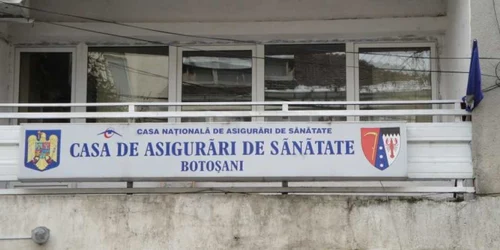 CASA NAȚIONALĂ DE ASIGURĂRI DE SĂNĂTATE
CASA DE ASIGURĂRI DE SĂNĂTATE
BOTOȘANI